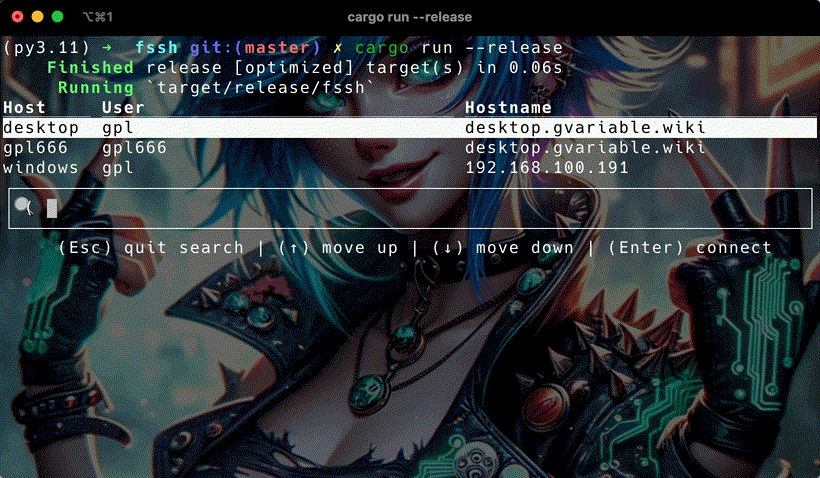 ⌥⌘1 cargo run --release
(py3.11) ➜ fssh git:(master) ✗ cargo run --release
Finished release [optimized] target(s) in 0.06s
Running `target/release/fssh`
Host User Hostname
desktop gpl desktop.gvariable.wiki
gpl666 gpl666 desktop.gvariable.wiki
windows gpl 192.168.100.191
(Esc) quit search | (↑) move up | (↓) move down | (Enter) connect